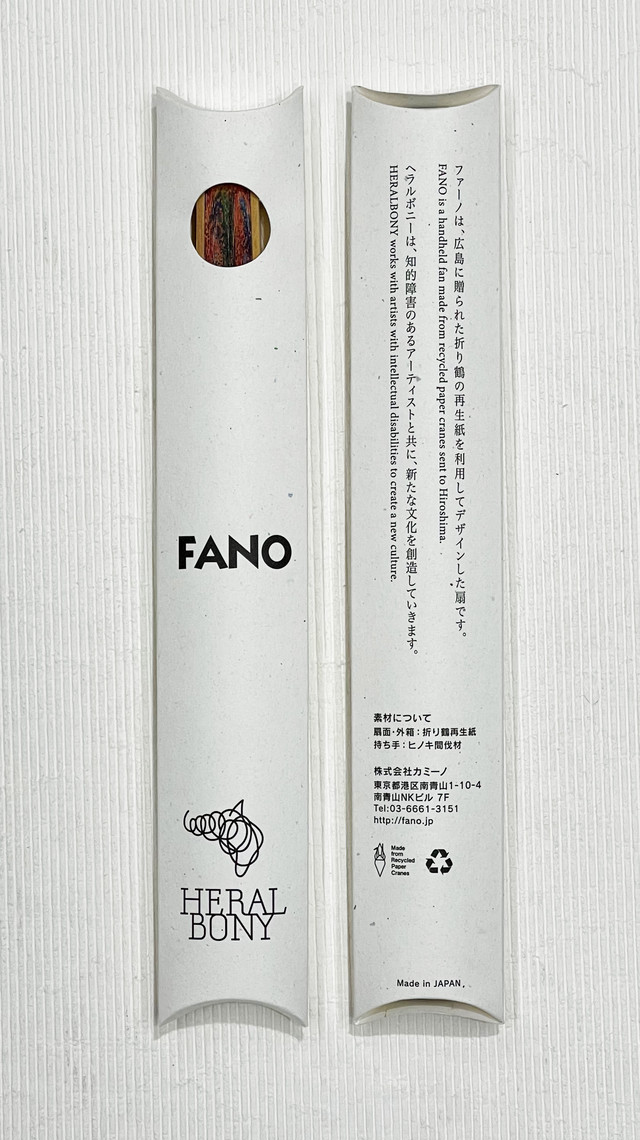 FANO
HERAL
BONY
ファーノは、広島に贈られた折り鶴の再生紙を利用してデザインした扇です。
FANO is a handheld fan made from recycled paper cranes sent to Hiroshima.
ヘラルボニーは、知的障害のあるアーティストと共に、新たな文化を創造していきます。
HERALBONY works with artists with intellectual disabilities to create a new culture.
素材について
扇面・外箱：折り鶴再生紙
持ち手：ヒノキ間伐材
株式会社カミーノ
東京都港区南青山1-10-4
南青山NKビル 7F
Tel:03-6661-3151
http://fano.jp
Made
from
Recycled
Paper
Cranes
Made in JAPAN